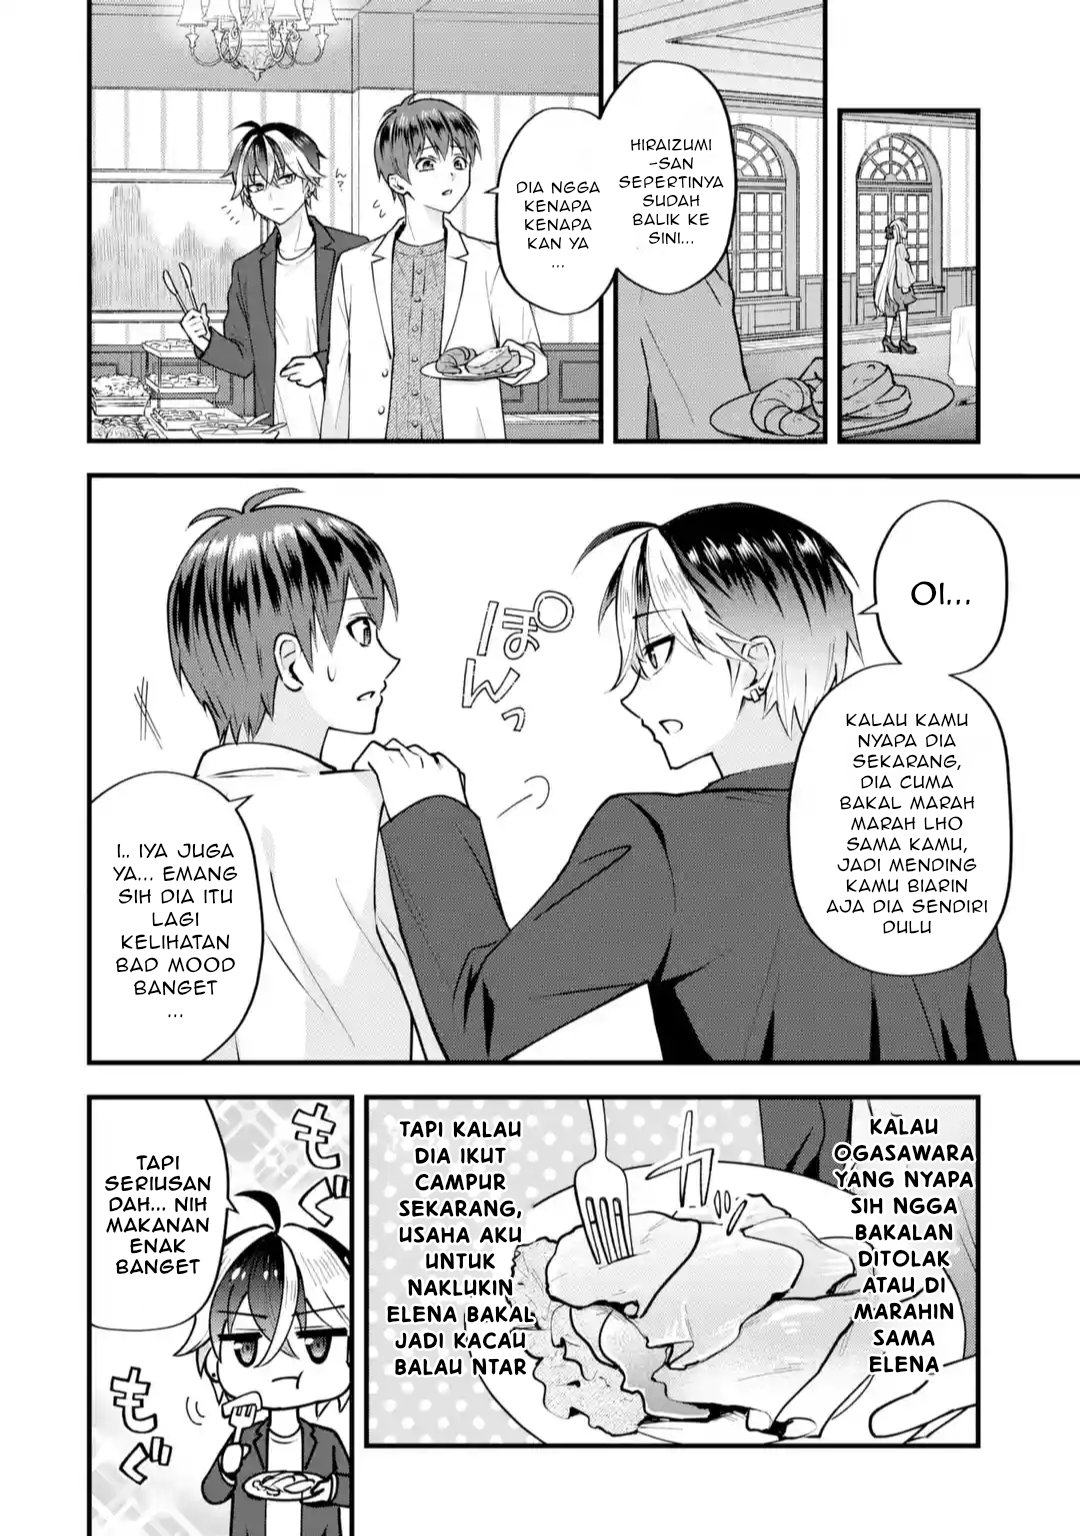 HIRAIZUMI
-SAN
SEPERTINYA
SUDAH
BALIK KE
SINI...
DIA NGGA
KENAPA
KENAPA
KAN YA
...
ん?
OI...
KALAU KAMU
NYAPA DIA
SEKARANG,
DIA CUMA
BAKAL MARAH
MARAH LHO
SAMA KAMU,
JADI MENDING
KAMU BIARIN
AJA DIA SENDIRI
DULU
ぽんっ
I.. IYA JUGA
YA... EMANG
SIH DIA ITU
LAGI
KELIHATAN
BAD MOOD
BANGET
...
KALAU
OGASAWARA
YANG NYAPA
SIH NGGA
BAKALAN
DITOLAK
ATAU DI
MARAHIN
SAMA
ELENA
TAPI KALAU
DIA IKUT
CAMPUR
SEKARANG,
USAHA AKU
UNTUK
NAKLUKIN
ELENA BAKAL
JADI KACAU
BALAU NTAR
もぐ
TAPI
SERIUSAN
DAH... NIH
MAKANAN
ENAK
BANGET
もぐ